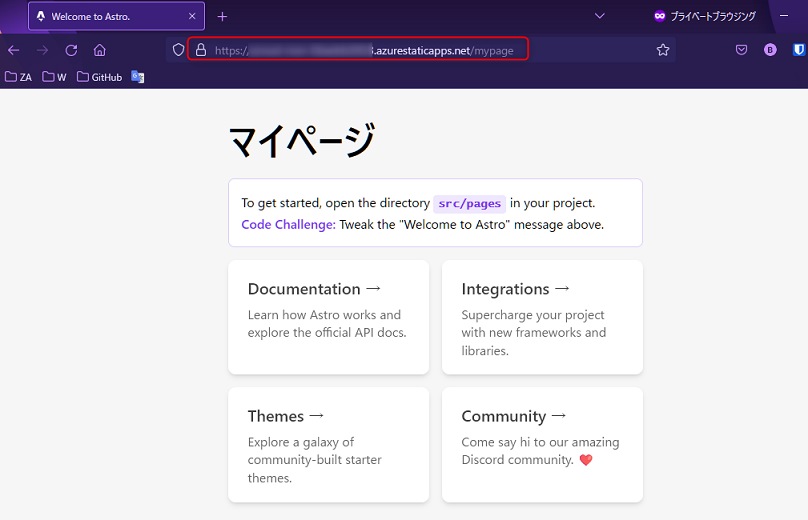 Welcome to Astro.
プライベートブラウジング
https:/ .azurestaticapps.net/mypage
B
ZA
W
GitHub
マイページ
To get started, open the directory src/pages in your project.
Code Challenge: Tweak the "Welcome to Astro" message above.
Documentation →
Learn how Astro works and
explore the official API docs.
Integrations →
Supercharge your project
with new frameworks and
libraries.
Themes →
Explore a galaxy of
community-built starter
themes.
Community →
Come say hi to our amazing
Discord community. ❤️